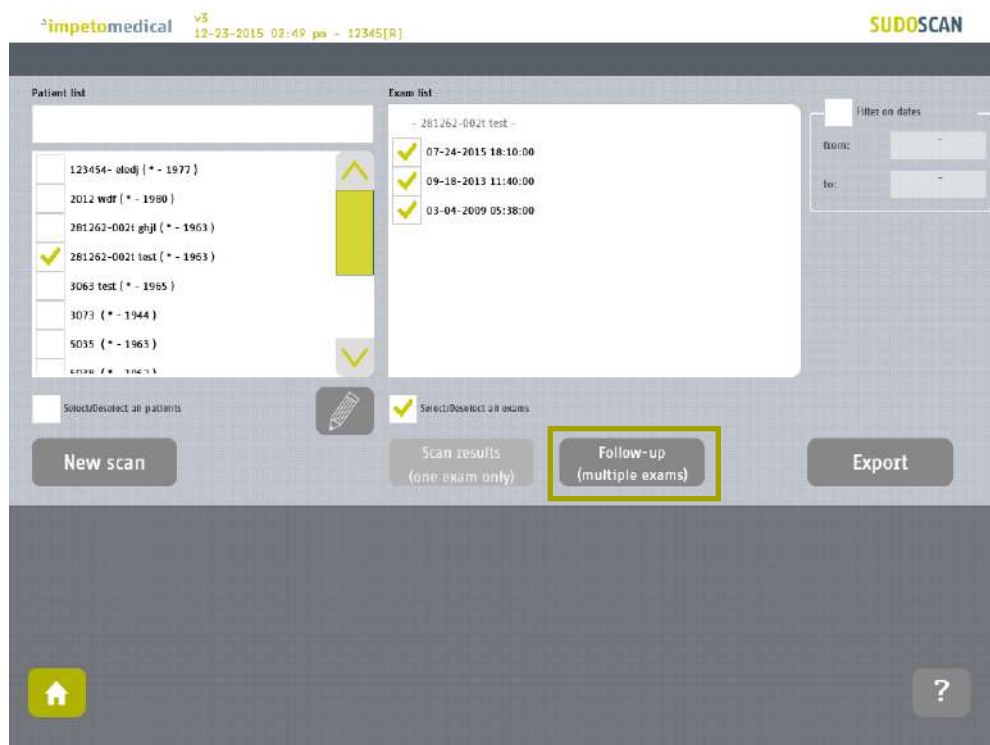 impetomedical
v3
12-23-2015 02:49 pm - 12345[R]
SUDOSCAN
Patient list
123454- eledj ( * - 1977 )
2012 wdf ( * - 1980 )
281262-002t ghjl ( * - 1963 )
281262-002t test ( * - 1963 )
3063 test ( * - 1965 )
3073 ( * - 1944 )
5035 ( * - 1963 )
Select/Deselect all patients
New scan
Exam list
- 281262-002t test -
07-24-2015 18:10:00
09-18-2013 11:40:00
03-04-2009 05:38:00
Select/Deselect all exams
Scan results
(one exam only)
Follow-up
(multiple exams)
Filter on dates
from: -
to: -
Export
?